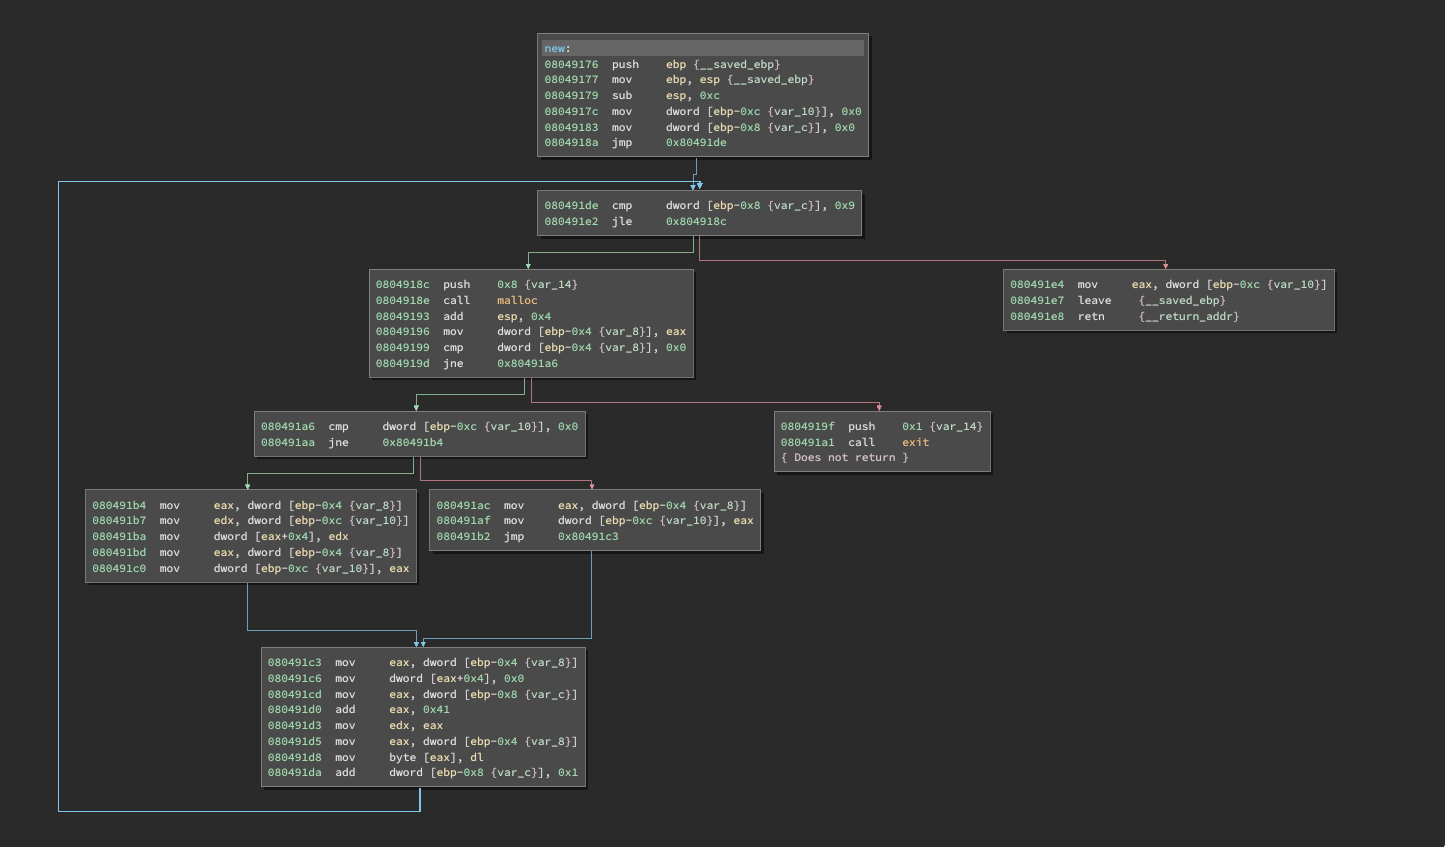 new:
08049176 push ebp {__saved_ebp}
08049177 mov ebp, esp {__saved_ebp}
08049179 sub esp, 0xc
0804917c mov dword [ebp-0xc {var_10}], 0x0
08049183 mov dword [ebp-0x8 {var_c}], 0x0
0804918a jmp 0x80491de
080491de cmp dword [ebp-0x8 {var_c}], 0x9
080491e2 jle 0x804918c
0804918c push 0x8 {var_14}
0804918e call malloc
08049193 add esp, 0x4
08049196 mov dword [ebp-0x4 {var_8}], eax
08049199 cmp dword [ebp-0x4 {var_8}], 0x0
0804919d jne 0x80491a6
080491e4 mov eax, dword [ebp-0xc {var_10}]
080491e7 leave {__saved_ebp}
080491e8 retn {__return_addr}
080491a6 cmp dword [ebp-0xc {var_10}], 0x0
080491aa jne 0x80491b4
0804919f push 0x1 {var_14}
080491a1 call exit
{ Does not return }
080491b4 mov eax, dword [ebp-0x4 {var_8}]
080491b7 mov edx, dword [ebp-0xc {var_10}]
080491ba mov dword [eax+0x4], edx
080491bd mov eax, dword [ebp-0x4 {var_8}]
080491c0 mov dword [ebp-0xc {var_10}], eax
080491ac mov eax, dword [ebp-0x4 {var_8}]
080491af mov dword [ebp-0xc {var_10}], eax
080491b2 jmp 0x80491c3
080491c3 mov eax, dword [ebp-0x4 {var_8}]
080491c6 mov dword [eax+0x4], 0x0
080491cd mov eax, dword [ebp-0x8 {var_c}]
080491d0 add eax, 0x41
080491d3 mov edx, eax
080491d5 mov eax, dword [ebp-0x4 {var_8}]
080491d8 mov byte [eax], dl
080491da add dword [ebp-0x8 {var_c}], 0x1